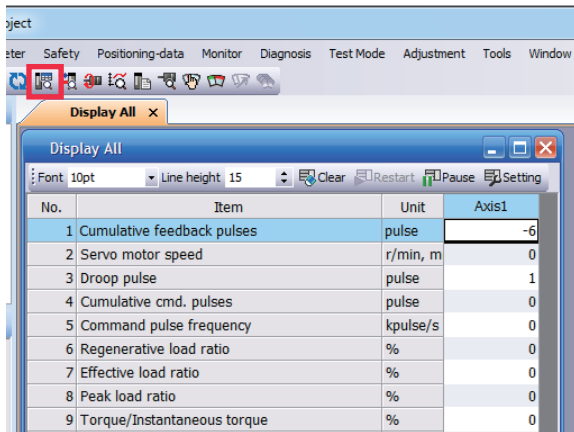 oject
eter Safety Positioning-data Monitor Diagnosis Test Mode Adjustment Tools Window
Display All ×
Display All
Font 10pt Line height 15 Clear Restart Pause Setting
No. Item Unit Axis1
1 Cumulative feedback pulses pulse -6
2 Servo motor speed r/min, m 0
3 Droop pulse pulse 1
4 Cumulative cmd. pulses pulse 0
5 Command pulse frequency kpulse/s 0
6 Regenerative load ratio % 0
7 Effective load ratio % 0
8 Peak load ratio % 0
9 Torque/Instantaneous torque % 0